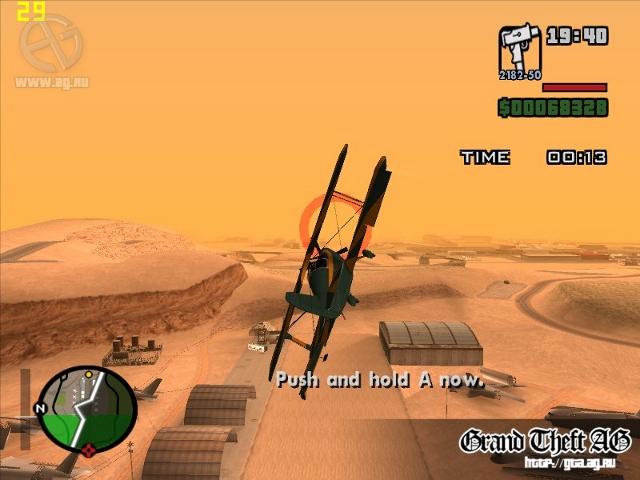 29
AG
www.ag.ru
19:40
2182-50
$00068328
TIME 00:13
Push and hold A now.
N
Grand Theft AG
http://gta.ag.ru